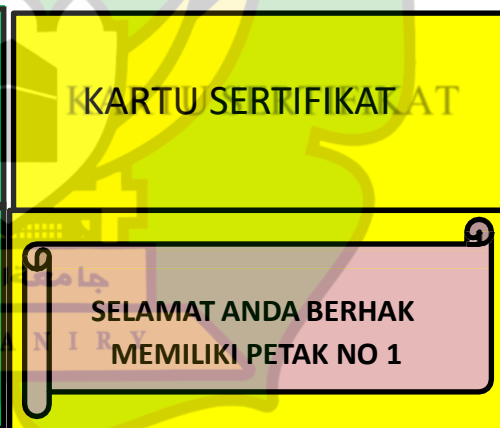 KARTU SERTIFIKAT
SELAMAT ANDA BERHAK
MEMILIKI PETAK NO 1